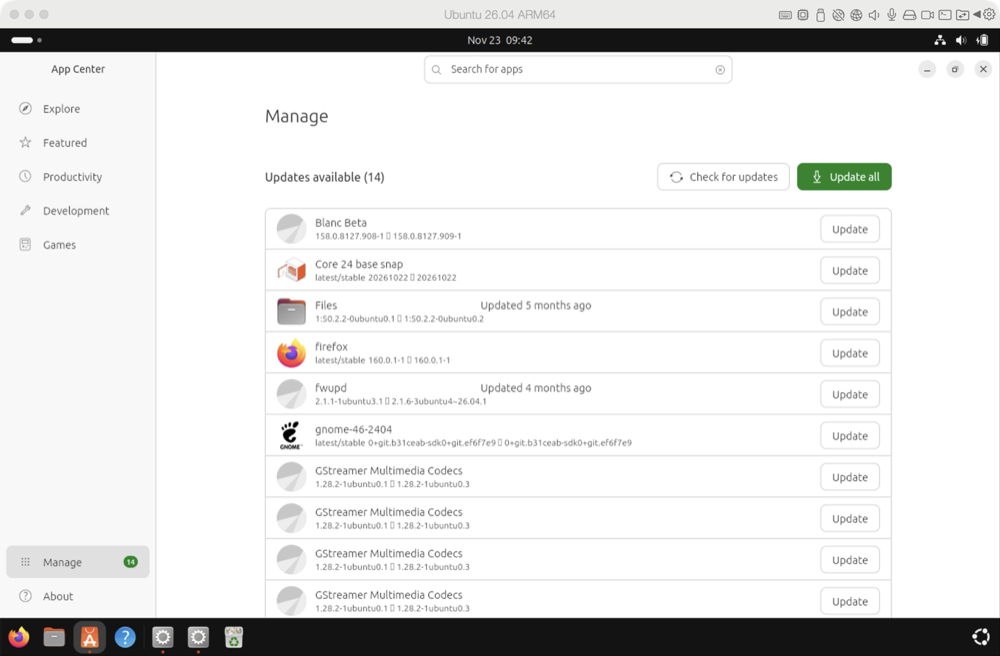 Ubuntu 26.04 ARM64
Nov 23 09:42
App Center
Search for apps
Explore
Featured
Productivity
Development
Games
Manage
14
About
Manage
Updates available (14)
Check for updates
Update all
Blanc Beta
158.0.8127.908-1 158.0.8127.909-1
Update
Core 24 base snap
latest/stable 20261022 20261022
Update
Files
Updated 5 months ago
1:50.2.2-0ubuntu0.1 1:50.2.2-0ubuntu0.2
Update
firefox
latest/stable 160.0.1-1 160.0.1-1
Update
fwupd
Updated 4 months ago
2.1.1-1ubuntu3.1 2.1.6-3ubuntu4~26.04.1
Update
GNOME
gnome-46-2404
latest/stable 0+git.b31ceab-sdk0+git.ef6f7e9 0+git.b31ceab-sdk0+git.ef6f7e9
Update
GStreamer Multimedia Codecs
1.28.2-1ubuntu0.1 1.28.2-1ubuntu0.3
Update
GStreamer Multimedia Codecs
1.28.2-1ubuntu0.1 1.28.2-1ubuntu0.3
Update
GStreamer Multimedia Codecs
1.28.2-1ubuntu0.1 1.28.2-1ubuntu0.3
Update
GStreamer Multimedia Codecs
1.28.2-1ubuntu0.1 1.28.2-1ubuntu0.3
Update